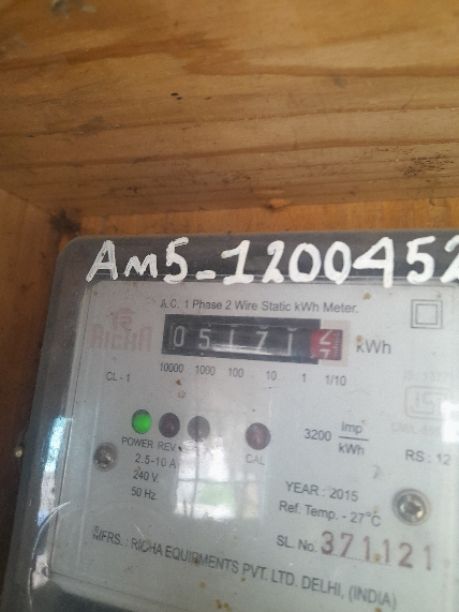 AM5-1200452
A.C. 1 Phase 2 Wire Static kWh Meter.
RICHA
05171 kWh
10000 1000 100 10 1 1/10
CL - 1
POWER REV CAL
3200 Imp/kWh
2.5-10 A
240 V.
50 Hz.
RS : 12
YEAR : 2015
Ref. Temp. - 27°C
SL. No. 371121
MFRS. : RICHA EQUIPMENTS PVT. LTD. DELHI, (INDIA)